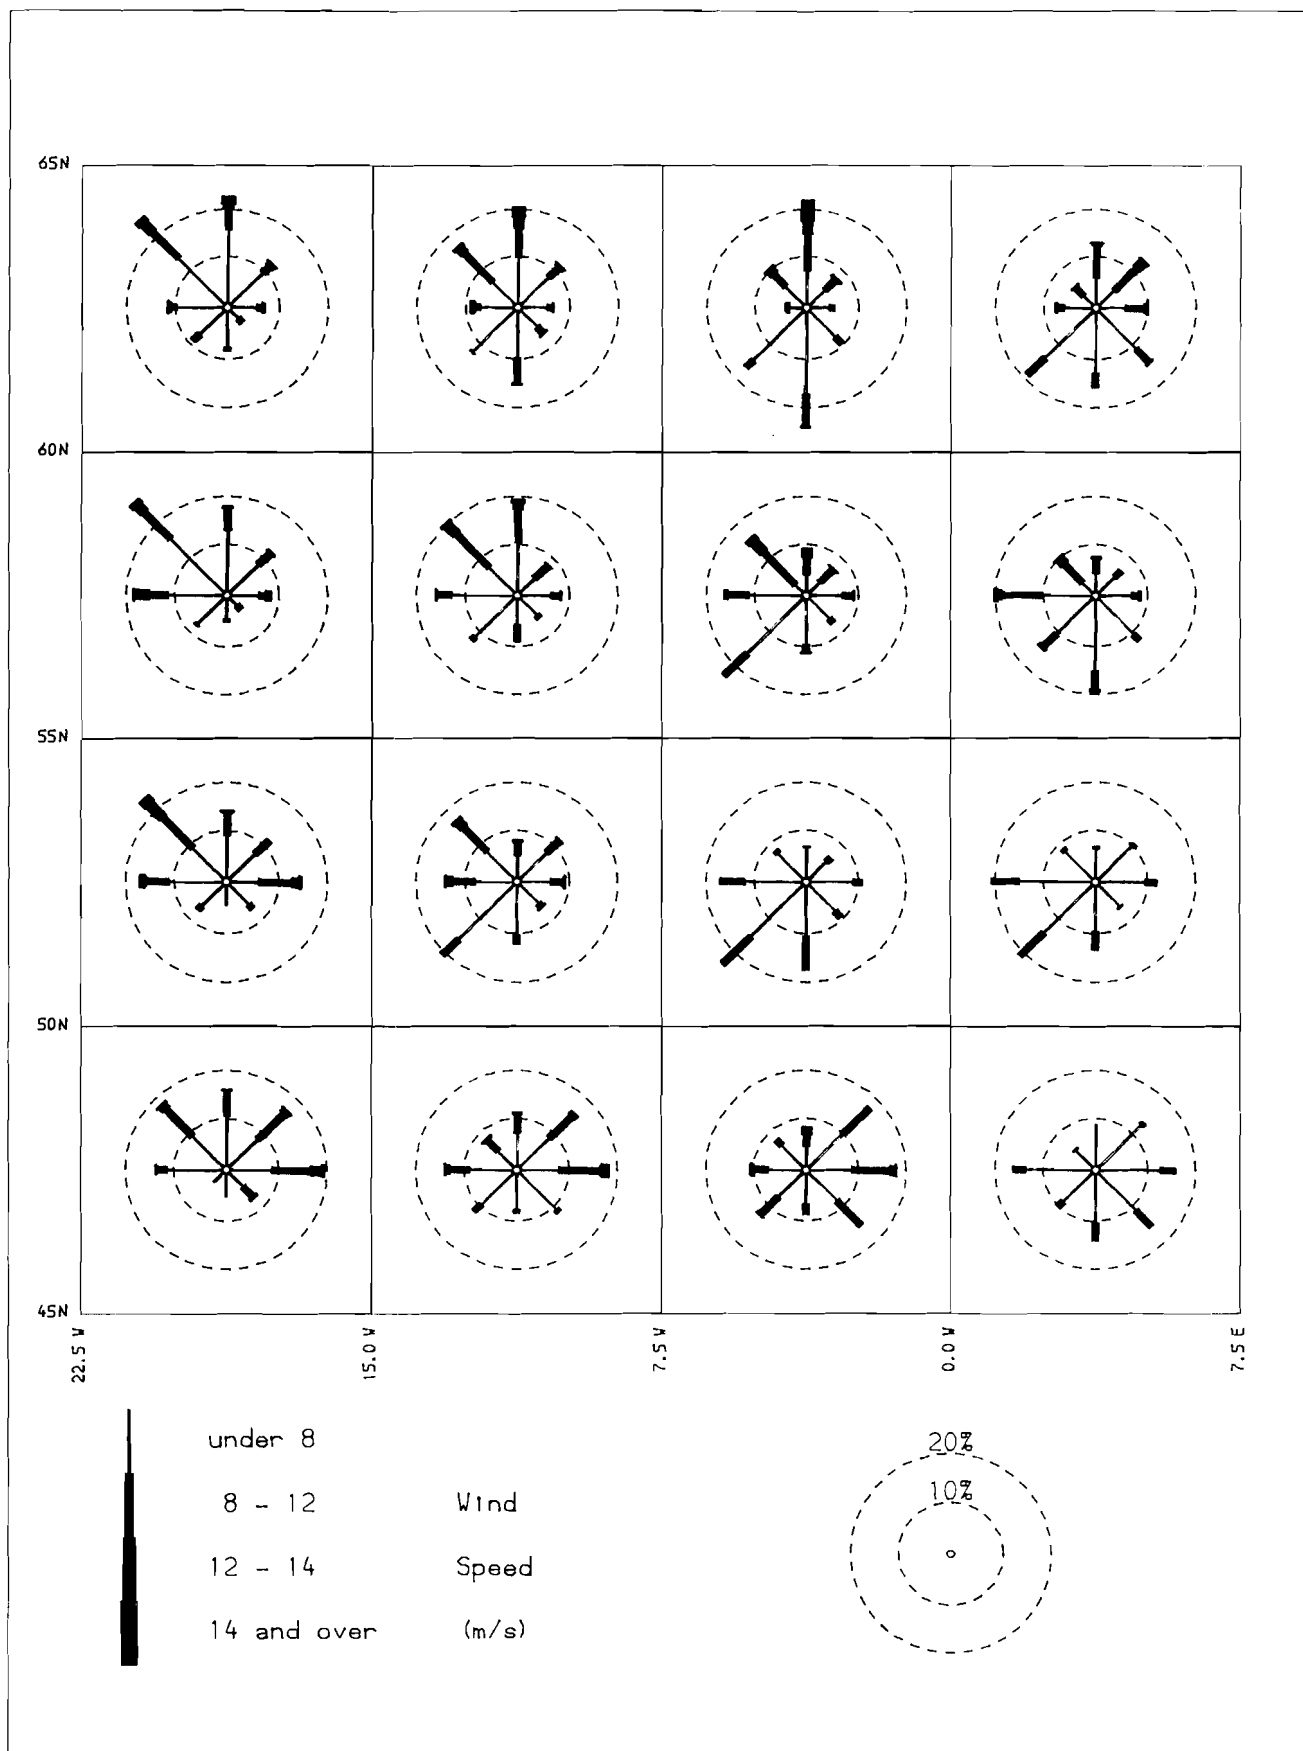 65N
60N
55N
50N
45N
22.5 W
15.0 W
7.5 W
0.0 W
7.5 E
under 8
8 - 12 Wind
12 - 14 Speed
14 and over (m/s)
20%
10%